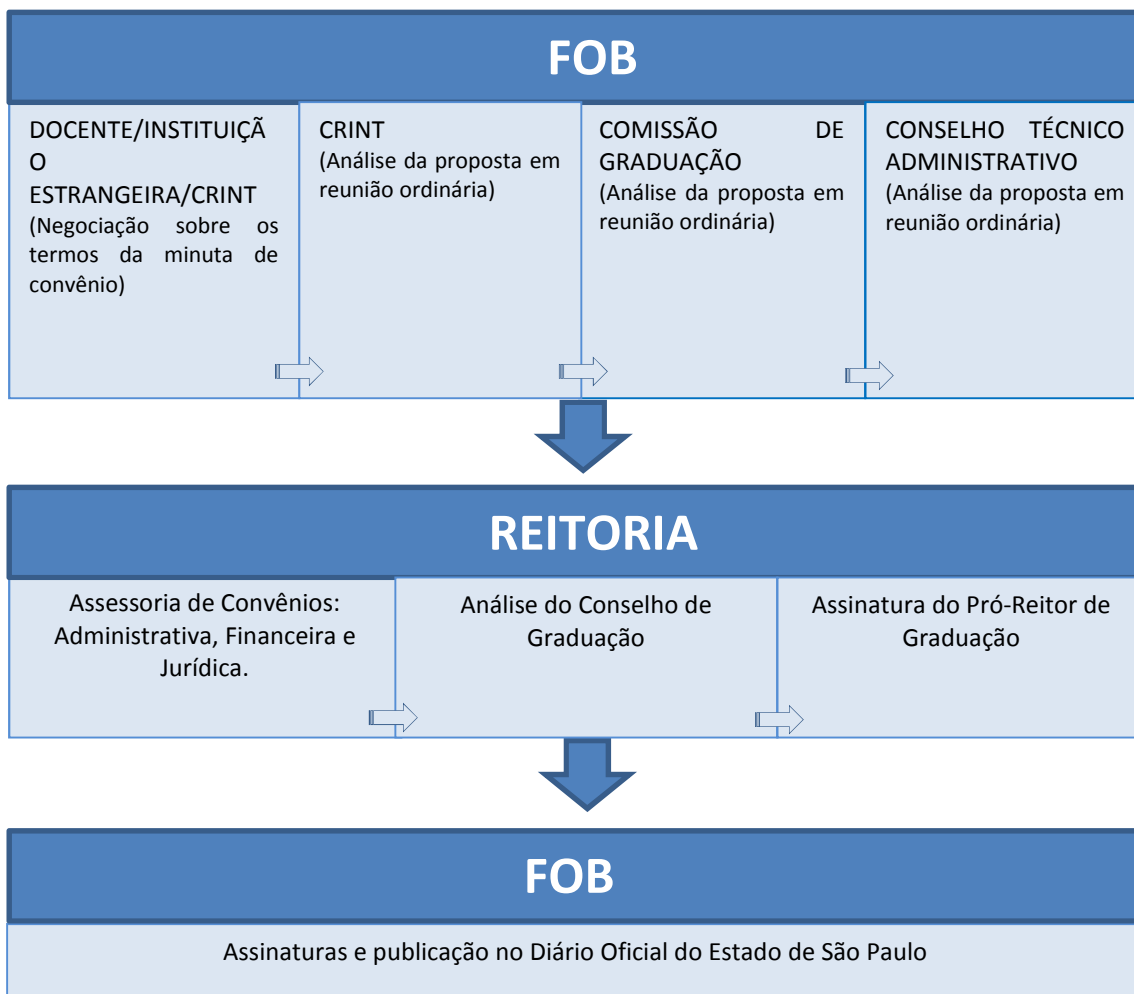 FOB
DOCENTE/INSTITUIÇÃ
O
ESTRANGEIRA/CRINT
(Negociação sobre os
termos da minuta de
convênio)
CRINT
(Análise da proposta em
reunião ordinária)
COMISSÃO DE
GRADUAÇÃO
(Análise da proposta em
reunião ordinária)
CONSELHO TÉCNICO
ADMINISTRATIVO
(Análise da proposta em
reunião ordinária)
REITORIA
Assessoria de Convênios:
Administrativa, Financeira e
Jurídica.
Análise do Conselho de
Graduação
Assinatura do Pró-Reitor de
Graduação
FOB
Assinaturas e publicação no Diário Oficial do Estado de São Paulo